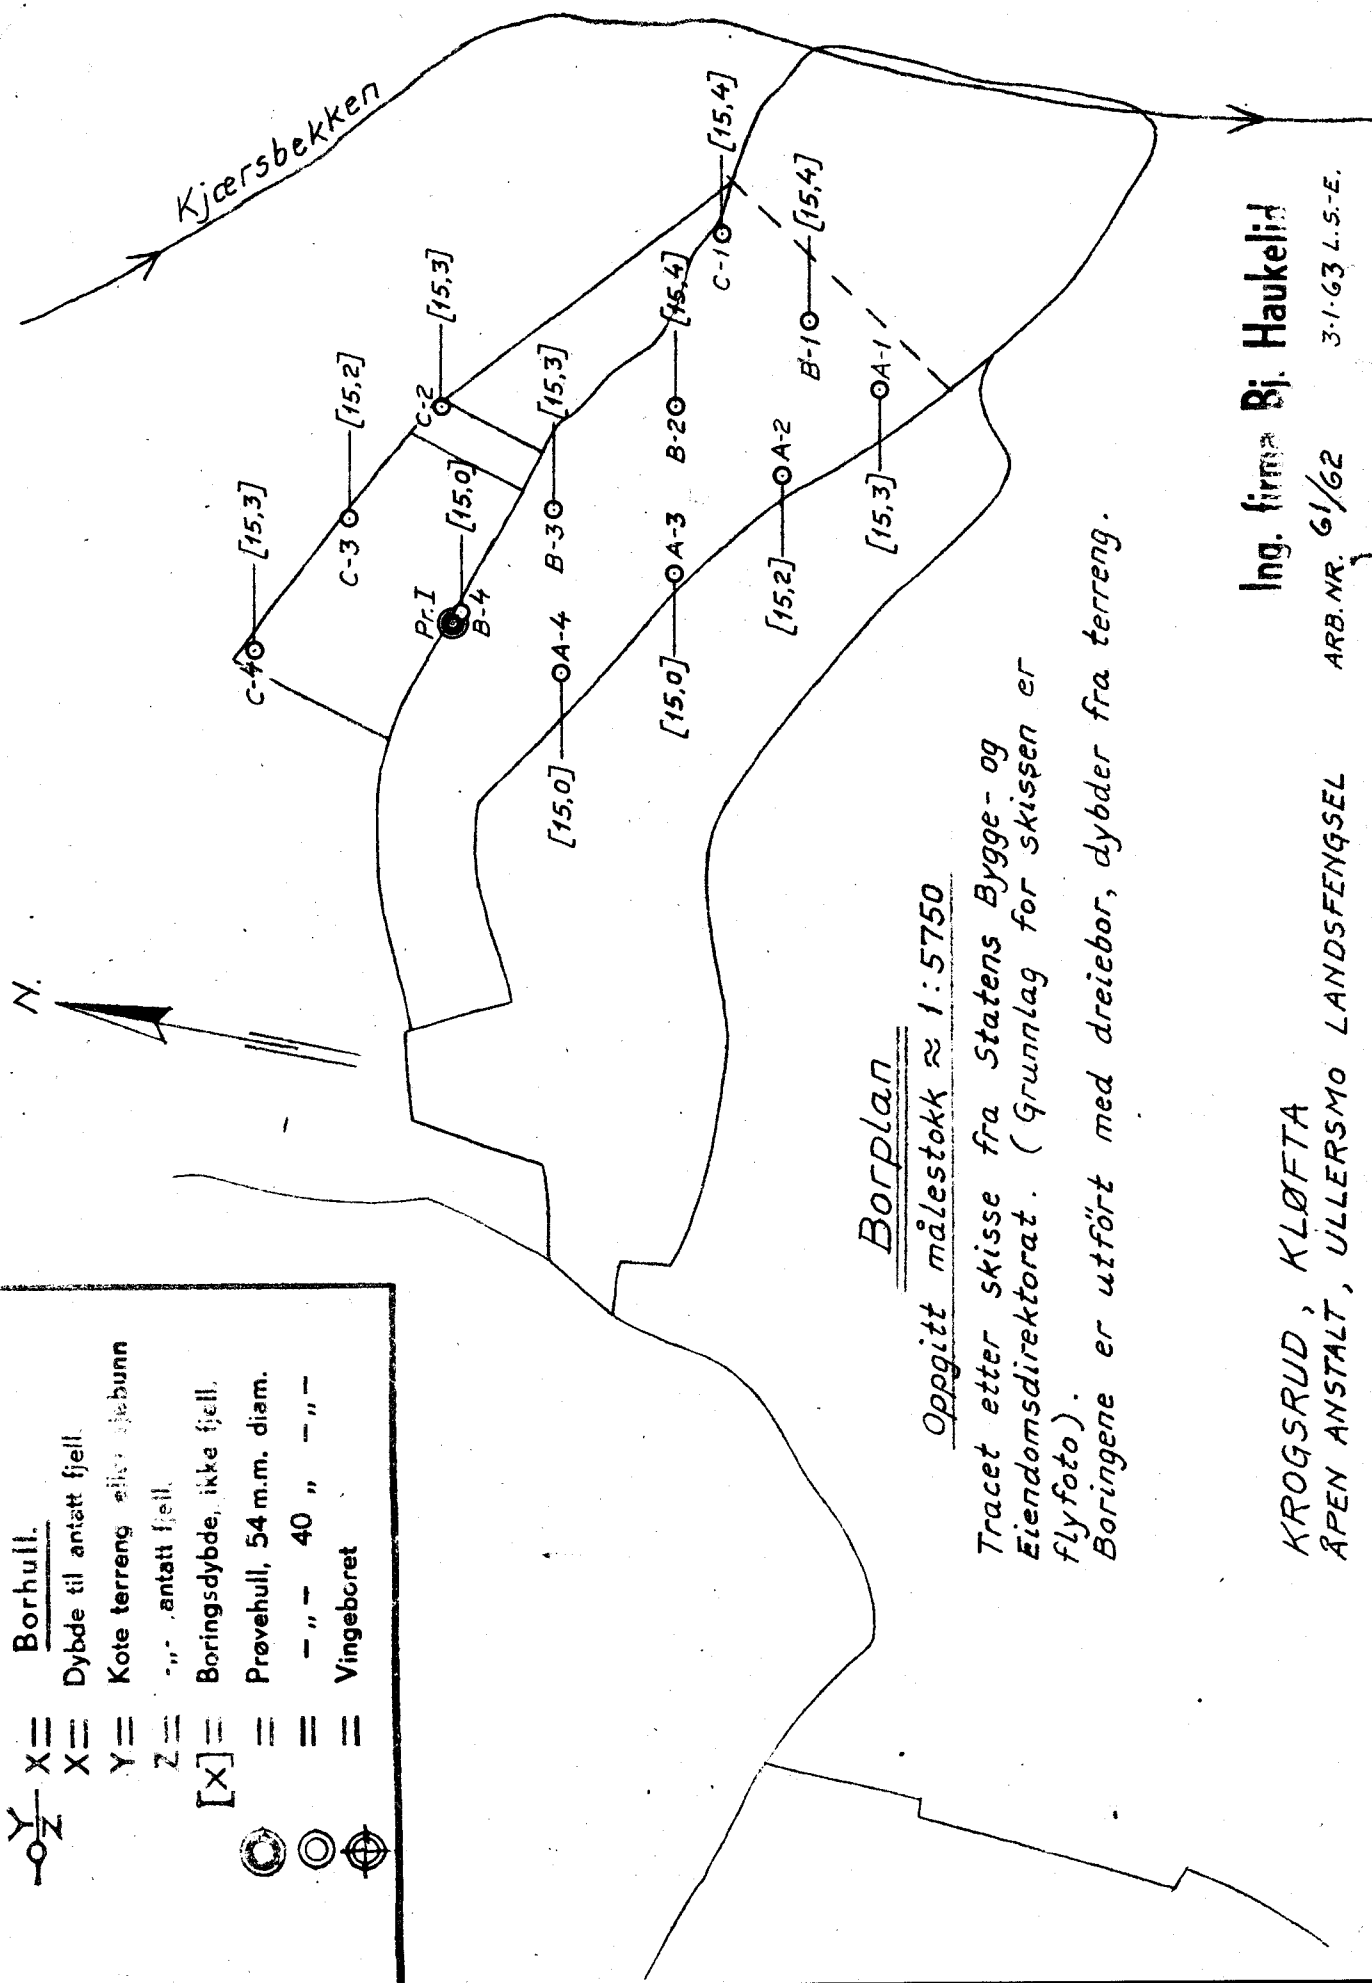 Borhull.
X=
Y
Z
X= Dybde til antatt fjell.
Y= Kote terreng eller sjøbunn
Z= -„- antatt fjell.
[X]= Boringsdybde, ikke fjell.
= Prøvehull, 54 m.m. diam.
= -„- 40 „ -„-
= Vingeboret
N.
Kjærsbekken
C-4 [15,3]
C-3 [15,2]
C-2 [15,3]
Pr.I
B-4 [15,0]
B-3 [15,3]
B-2 [15,4]
C-1 [15,4]
B-1 [15,4]
[15,0] A-4
[15,0] A-3
[15,2] A-2
[15,3] A-1
Borplan
Oppgitt målestokk ≈ 1:5750
Tracet etter skisse fra Statens Bygge- og
Eiendomsdirektorat. (Grunnlag for skissen er
flyfoto).
Boringene er utført med dreiebor, dybder fra terreng.
KROGSRUD, KLØFTA
ÅPEN ANSTALT, ULLERSMO LANDSFENGSEL
Ing. firma Bj. Haukelid
ARB.NR. 61/62 3-1-63 L.S.-E.